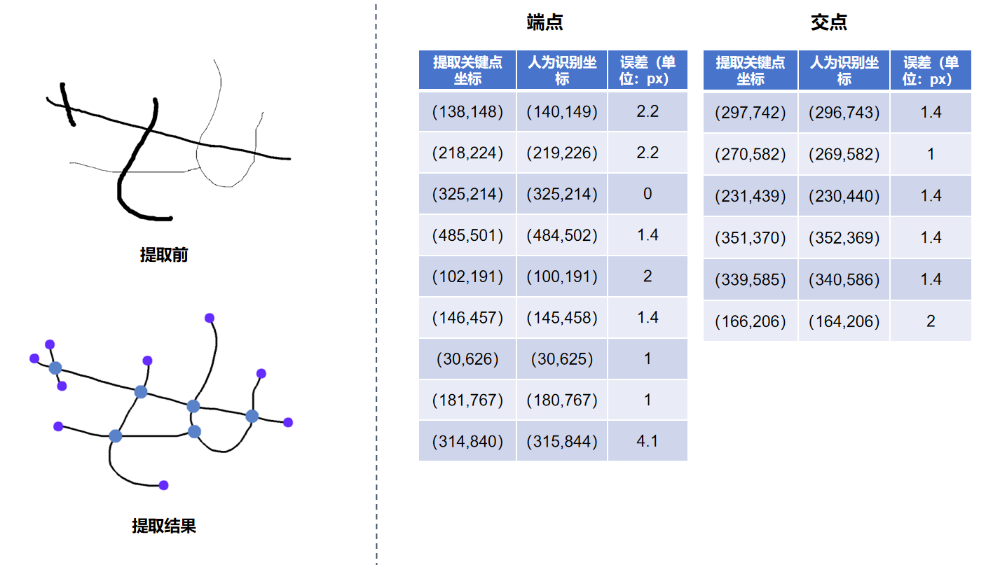 端点
提取关键点坐标 人为识别坐标 误差（单位：px）
(138,148) (140,149) 2.2
(218,224) (219,226) 2.2
(325,214) (325,214) 0
(485,501) (484,502) 1.4
(102,191) (100,191) 2
(146,457) (145,458) 1.4
(30,626) (30,625) 1
(181,767) (180,767) 1
(314,840) (315,844) 4.1
交点
提取关键点坐标 人为识别坐标 误差（单位：px）
(297,742) (296,743) 1.4
(270,582) (269,582) 1
(231,439) (230,440) 1.4
(351,370) (352,369) 1.4
(339,585) (340,586) 1.4
(166,206) (164,206) 2
提取前
提取结果